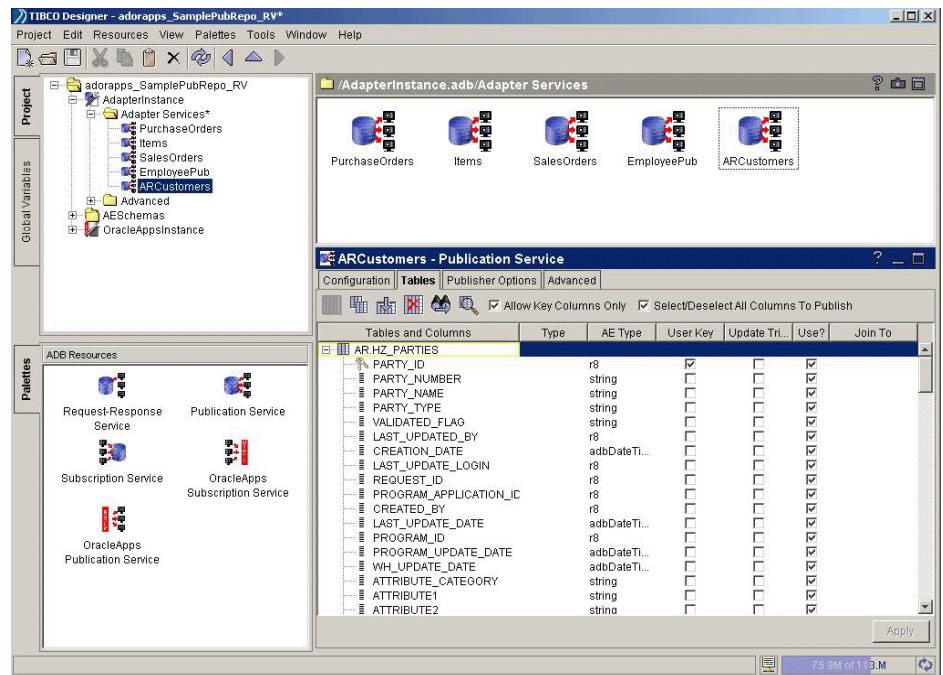 TIBCO Designer - adorapps_SamplePubRepo_RV*
Project Edit Resources View Palettes Tools Window Help
Project
Global Variables
adorapps_SamplePubRepo_RV
AdapterInstance
Adapter Services*
PurchaseOrders
Items
SalesOrders
EmployeePub
ARCustomers
Advanced
AESchemas
OracleAppsInstance
Palettes
ADB Resources
Request-Response
Service
Publication Service
Subscription Service
OracleApps
Subscription Service
OracleApps
Publication Service
/AdapterInstance.adb/Adapter Services
PurchaseOrders Items SalesOrders EmployeePub ARCustomers
ARCustomers - Publication Service
Configuration Tables Publisher Options Advanced
Allow Key Columns Only Select/Deselect All Columns To Publish
Tables and Columns Type AE Type User Key Update Tri... Use? Join To
AR.HZ_PARTIES
PARTY_ID r8
PARTY_NUMBER string
PARTY_NAME string
PARTY_TYPE string
VALIDATED_FLAG string
LAST_UPDATED_BY r8
CREATION_DATE adbDateTi...
LAST_UPDATE_LOGIN r8
REQUEST_ID r8
PROGRAM_APPLICATION_ID r8
CREATED_BY r8
LAST_UPDATE_DATE adbDateTi...
PROGRAM_ID r8
PROGRAM_UPDATE_DATE adbDateTi...
WH_UPDATE_DATE adbDateTi...
ATTRIBUTE_CATEGORY string
ATTRIBUTE1 string
ATTRIBUTE2 string
Apply
75.9M of 113.M